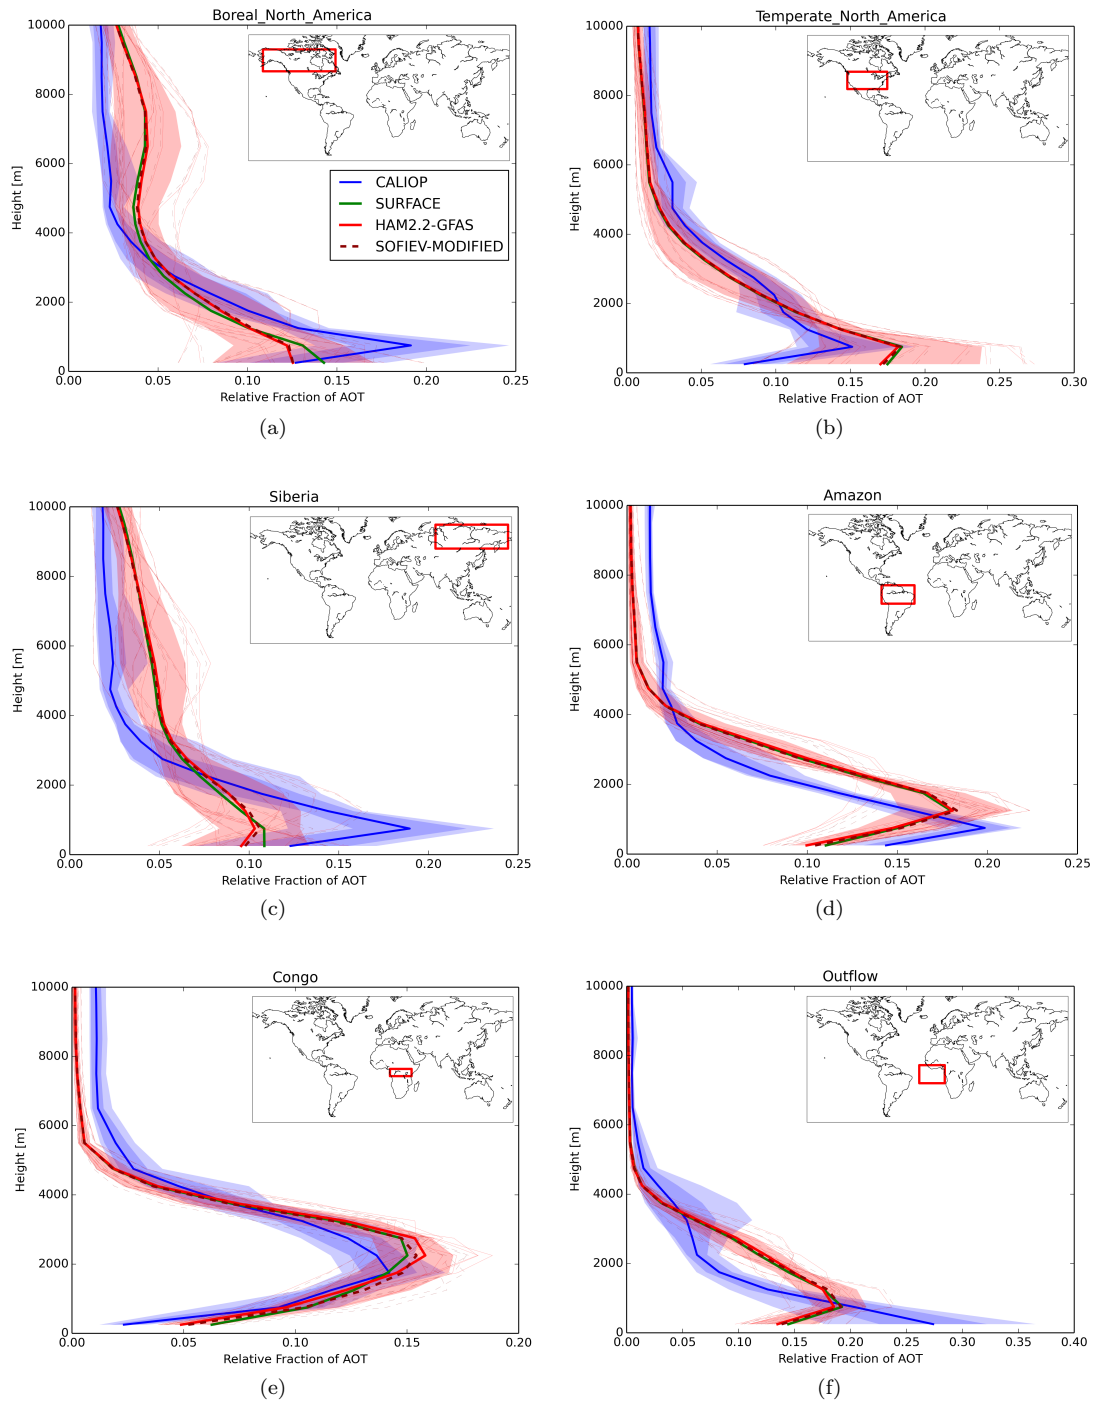 Boreal_North_America
10000
8000
6000
4000
2000
0
Height [m]
CALIOP
SURFACE
HAM2.2-GFAS
SOFIEV-MODIFIED
0.00 0.05 0.10 0.15 0.20 0.25
Relative Fraction of AOT
(a)
Temperate_North_America
10000
8000
6000
4000
2000
0
Height [m]
0.00 0.05 0.10 0.15 0.20 0.25 0.30
Relative Fraction of AOT
(b)
Siberia
10000
8000
6000
4000
2000
0
Height [m]
0.00 0.05 0.10 0.15 0.20 0.25
Relative Fraction of AOT
(c)
Amazon
10000
8000
6000
4000
2000
0
Height [m]
0.00 0.05 0.10 0.15 0.20 0.25
Relative Fraction of AOT
(d)
Congo
10000
8000
6000
4000
2000
0
Height [m]
0.00 0.05 0.10 0.15 0.20
Relative Fraction of AOT
(e)
Outflow
10000
8000
6000
4000
2000
0
Height [m]
0.00 0.05 0.10 0.15 0.20 0.25 0.30 0.35 0.40
Relative Fraction of AOT
(f)